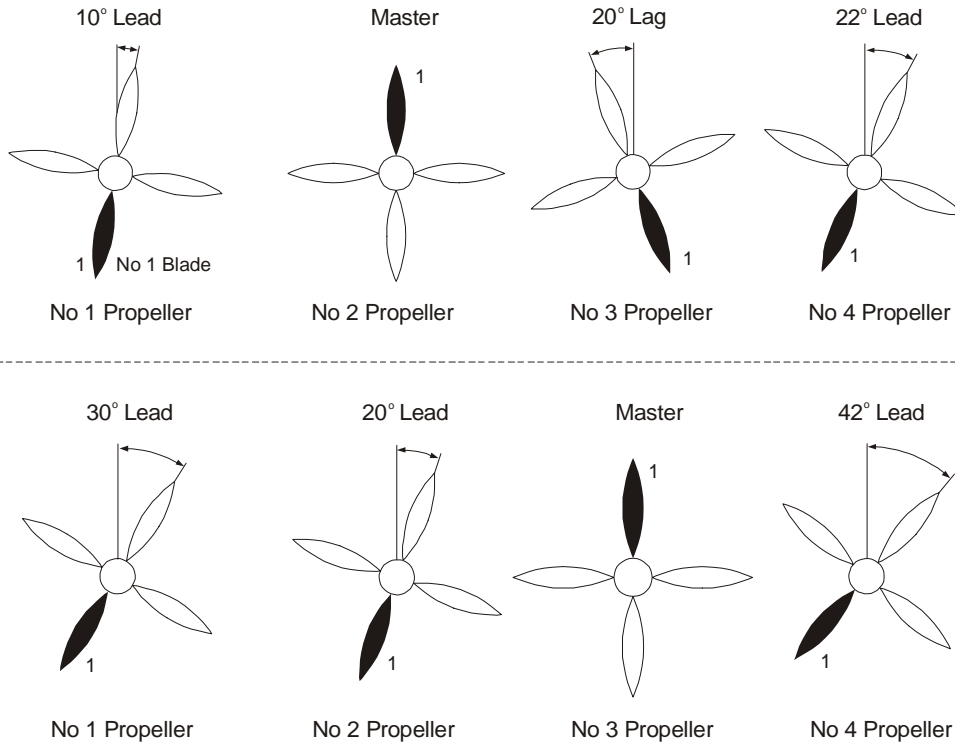 10° Lead
Master
20° Lag
22° Lead
1
1 No 1 Blade
1
1
No 1 Propeller
No 2 Propeller
No 3 Propeller
No 4 Propeller
30° Lead
20° Lead
Master
42° Lead
1
1
1
1
No 1 Propeller
No 2 Propeller
No 3 Propeller
No 4 Propeller